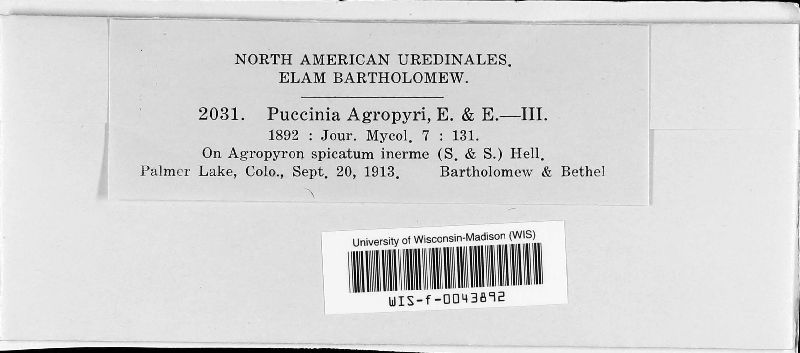 NORTH AMERICAN UREDINALES.
ELAM BARTHOLOMEW.
2031. Puccinia Agropyri, E. & E.—III.
1892 : Jour. Mycol. 7 : 131.
On Agropyron spicatum inerme (S. & S.) Hell.
Palmer Lake, Colo., Sept. 20, 1913. Bartholomew & Bethel
University of Wisconsin-Madison (WIS)
WIS-f-0043892